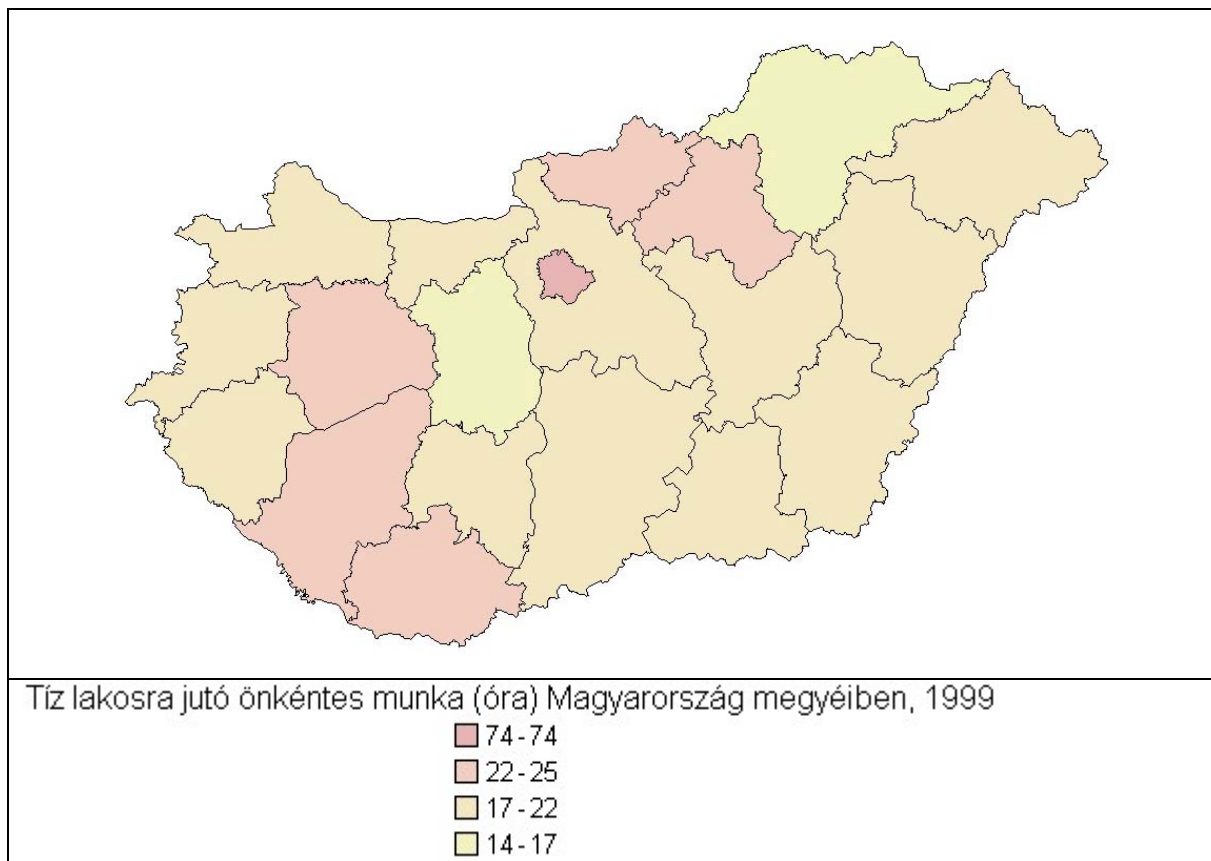 Tíz lakosra jutó önkéntes munka (óra) Magyarország megyéiben, 1999
74 - 74
22 - 25
17 - 22
14 - 17